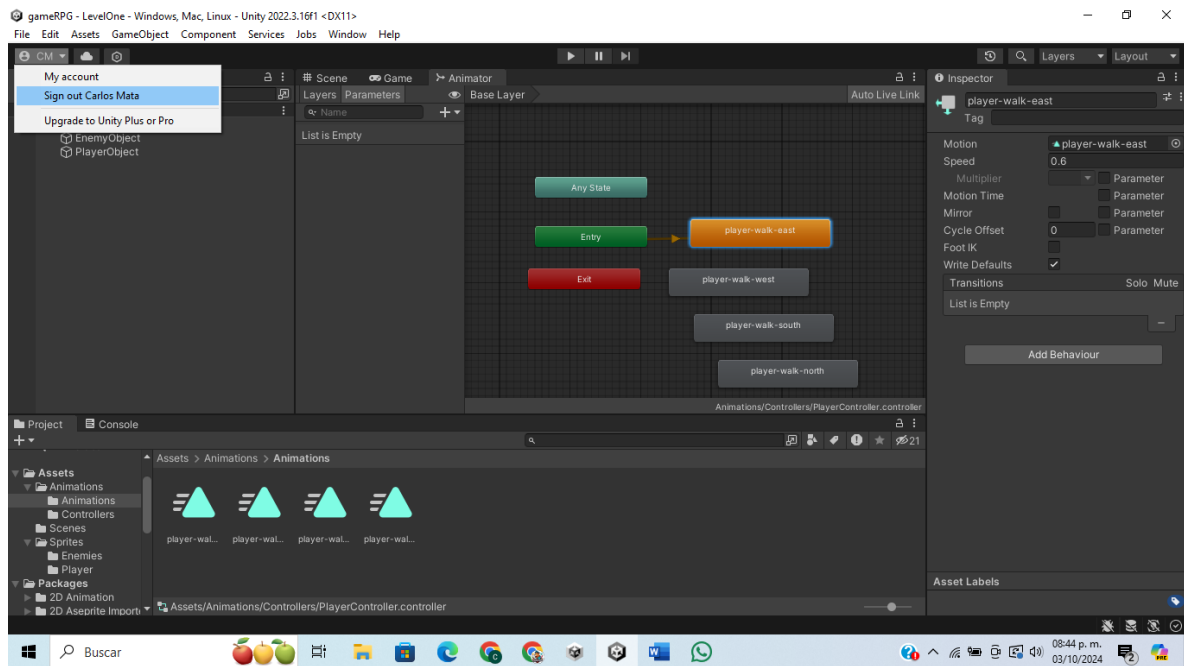 gameRPG - LevelOne - Windows, Mac, Linux - Unity 2022.3.16f1 <DX11>
File Edit Assets GameObject Component Services Jobs Window Help
CM
Layers
Layout
My account
Sign out Carlos Mata
Upgrade to Unity Plus or Pro
EnemyObject
PlayerObject
Scene Game Animator
Layers Parameters
Base Layer
Auto Live Link
Name
List is Empty
Any State
Entry
Exit
player-walk-east
player-walk-west
player-walk-south
player-walk-north
Animations/Controllers/PlayerController.controller
Inspector
player-walk-east
Tag
Motion player-walk-east
Speed 0.6
Multiplier Parameter
Motion Time Parameter
Mirror Parameter
Cycle Offset 0 Parameter
Foot IK
Write Defaults
Transitions Solo Mute
List is Empty
Add Behaviour
Asset Labels
Project Console
21
Assets
Animations
Animations
Controllers
Scenes
Sprites
Enemies
Player
Packages
2D Animation
2D Aseprite Importe
Assets > Animations > Animations
player-wal... player-wal... player-wal... player-wal...
Assets/Animations/Controllers/PlayerController.controller
Buscar
08:44 p. m.
03/10/2024
2
PRE